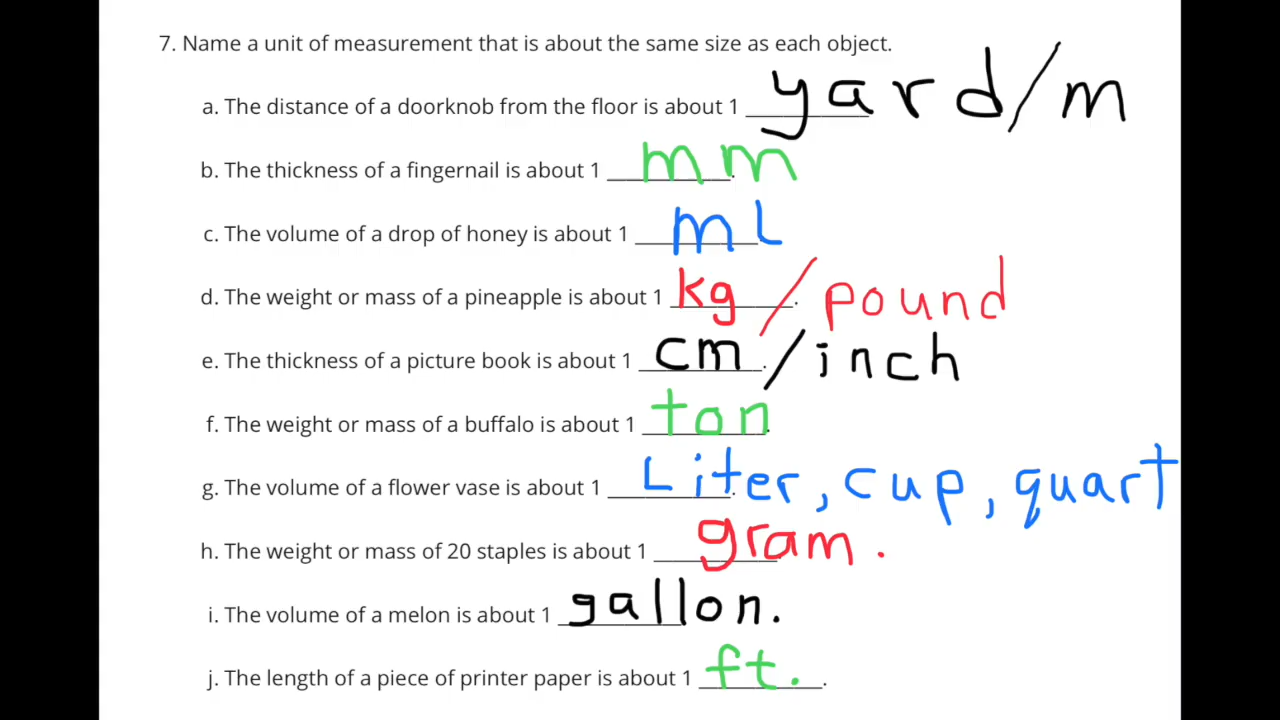 7. Name a unit of measurement that is about the same size as each object.
a. The distance of a doorknob from the floor is about 1 yard/m
b. The thickness of a fingernail is about 1 mm.
c. The volume of a drop of honey is about 1 mL
d. The weight or mass of a pineapple is about 1 kg. / pound
e. The thickness of a picture book is about 1 cm. / inch
f. The weight or mass of a buffalo is about 1 ton.
g. The volume of a flower vase is about 1 Liter, cup, quart
h. The weight or mass of 20 staples is about 1 gram.
i. The volume of a melon is about 1 gallon.
j. The length of a piece of printer paper is about 1 ft. .